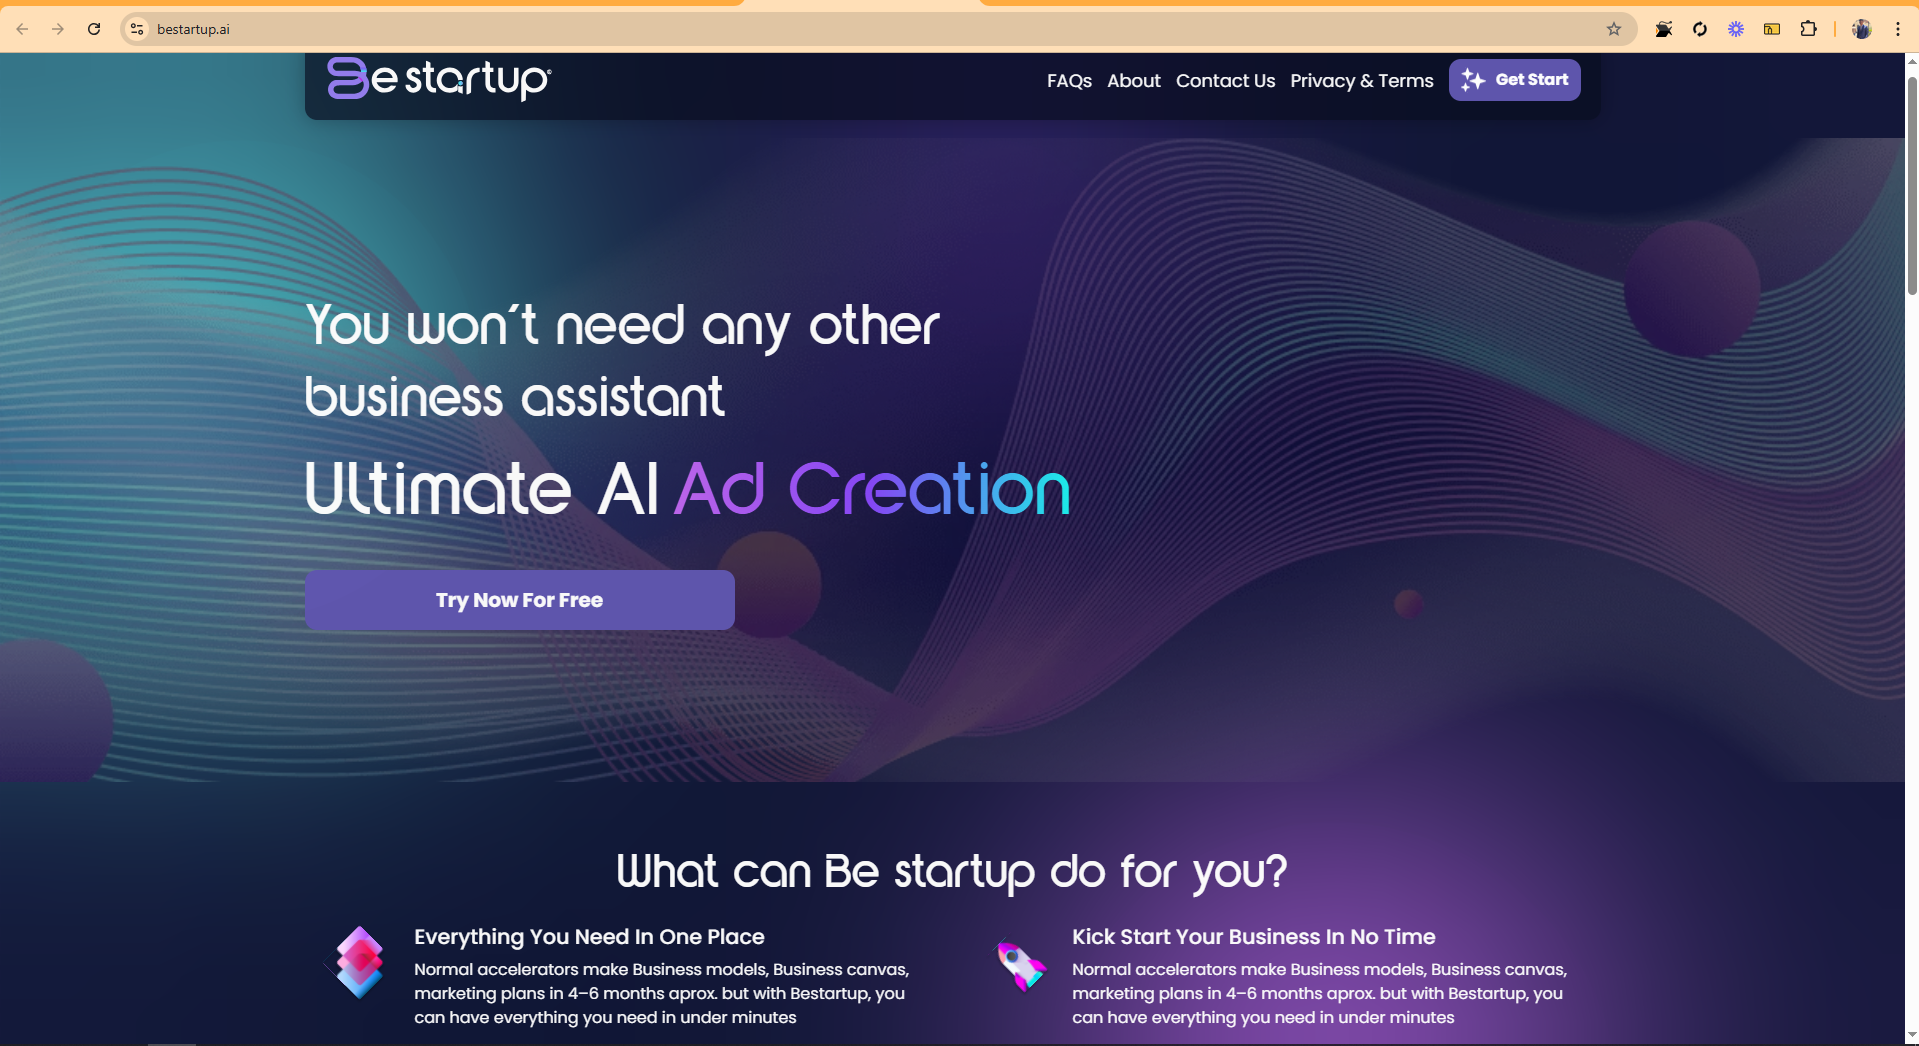 bestartup.ai
Be startup®
FAQs About Contact Us Privacy & Terms Get Start
You won´t need any other
business assistant
Ultimate AI Ad Creation
Try Now For Free
What can Be startup do for you?
Everything You Need In One Place
Normal accelerators make Business models, Business canvas,
marketing plans in 4–6 months aprox. but with Bestartup, you
can have everything you need in under minutes
Kick Start Your Business In No Time
Normal accelerators make Business models, Business canvas,
marketing plans in 4–6 months aprox. but with Bestartup, you
can have everything you need in under minutes